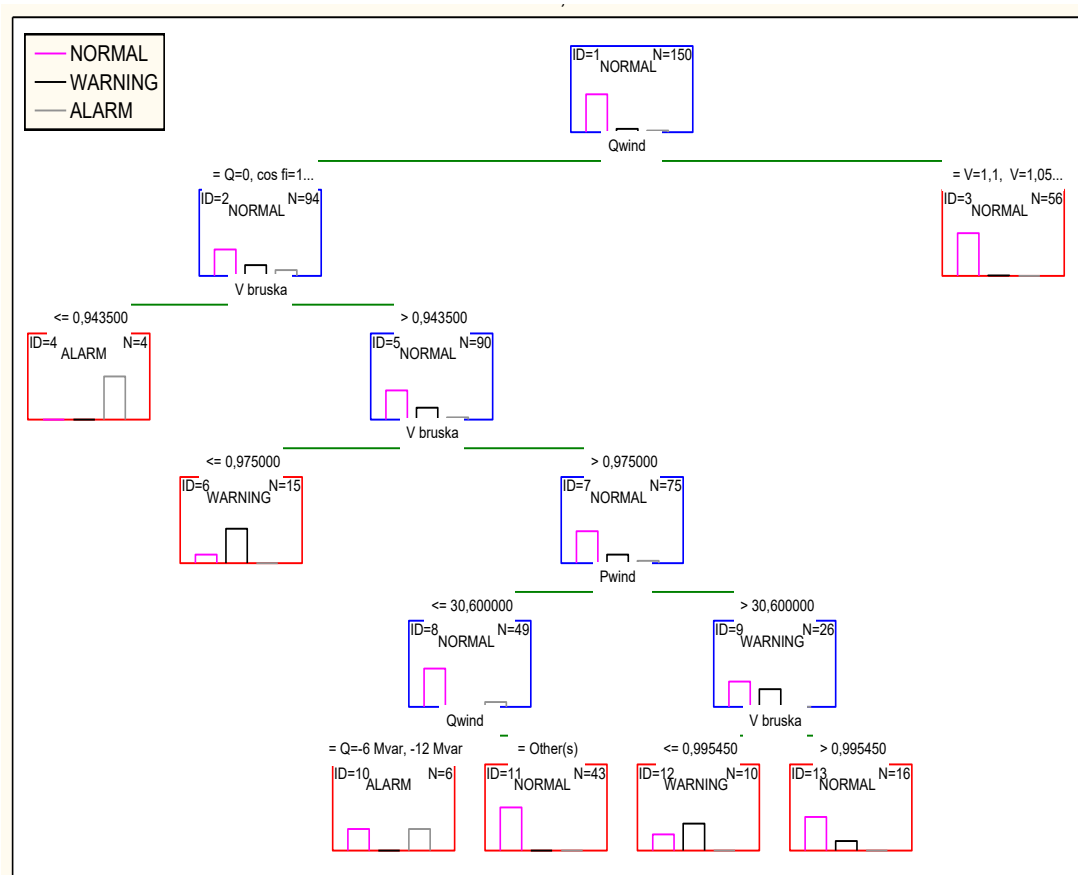 NORMAL
WARNING
ALARM
ID=1 N=150
NORMAL
Qwind
= Q=0, cos fi=1...
= V=1,1, V=1,05...
ID=2 N=94
NORMAL
V bruska
ID=3 N=56
NORMAL
<= 0,943500
> 0,943500
ID=4 N=4
ALARM
ID=5 N=90
NORMAL
V bruska
<= 0,975000
> 0,975000
ID=6 N=15
WARNING
ID=7 N=75
NORMAL
Pwind
<= 30,600000
> 30,600000
ID=8 N=49
NORMAL
Qwind
ID=9 N=26
WARNING
V bruska
= Q=-6 Mvar, -12 Mvar
= Other(s)
<= 0,995450
> 0,995450
ID=10 N=6
ALARM
ID=11 N=43
NORMAL
ID=12 N=10
WARNING
ID=13 N=16
NORMAL